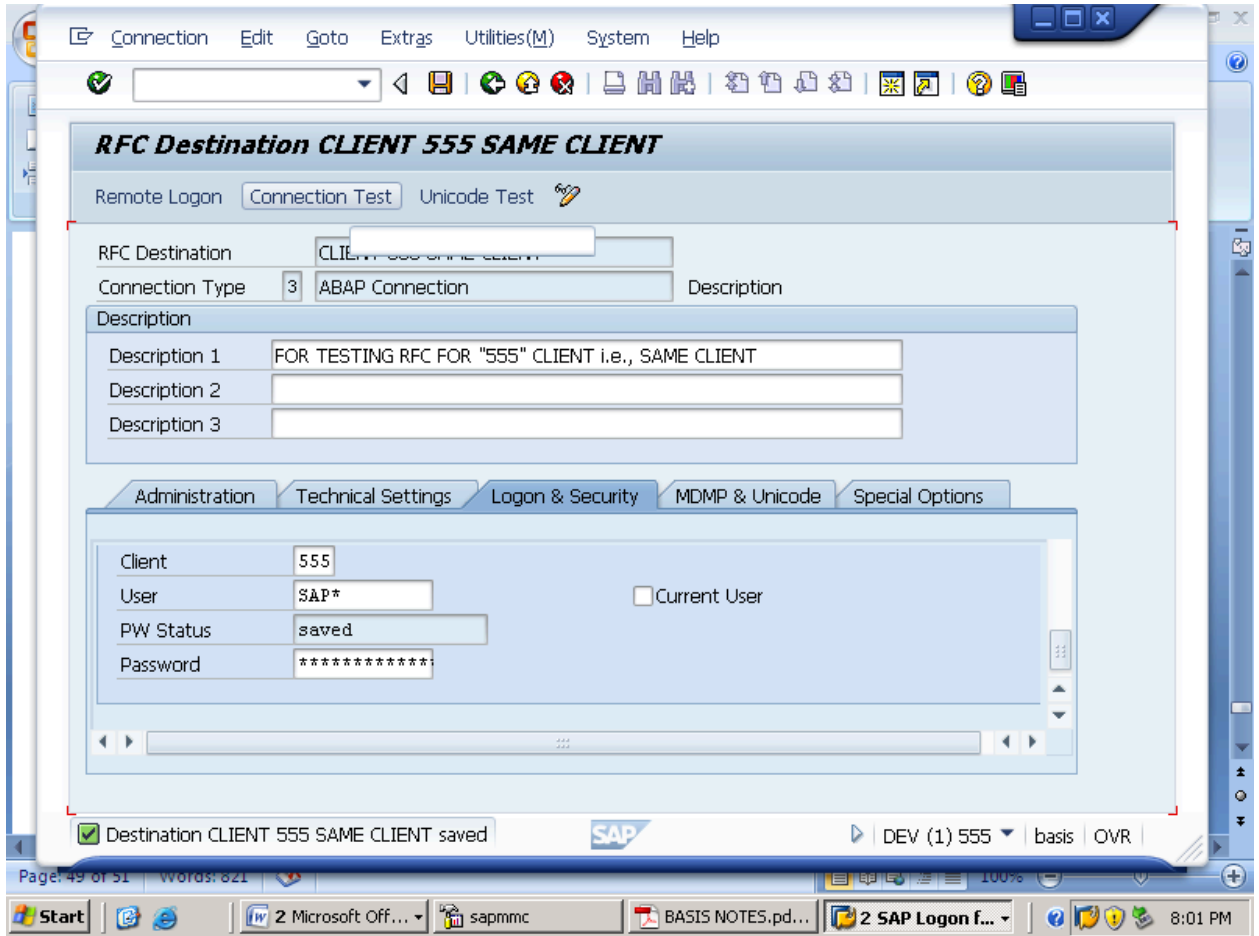 Connection Edit Goto Extras Utilities(M) System Help
RFC Destination CLIENT 555 SAME CLIENT
Remote Logon Connection Test Unicode Test
RFC Destination CLIENT 555 SAME CLIENT
Connection Type 3 ABAP Connection Description
Description
Description 1 FOR TESTING RFC FOR "555" CLIENT i.e., SAME CLIENT
Description 2
Description 3
Administration Technical Settings Logon & Security MDMP & Unicode Special Options
Client 555
User SAP* Current User
PW Status saved
Password *************
Destination CLIENT 555 SAME CLIENT saved SAP DEV (1) 555 basis OVR
Page: 49 of 51 Words: 821 100%
Start 2 Microsoft Off... sapmmc BASIS NOTES.pd... 2 SAP Logon f... 8:01 PM